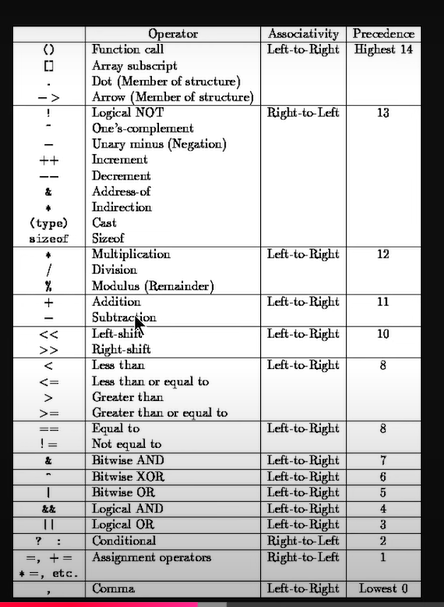 Operator Associativity Precedence
() Function call Left-to-Right Highest 14
[] Array subscript
. Dot (Member of structure)
-> Arrow (Member of structure)
! Logical NOT Right-to-Left 13
~ One's-complement
- Unary minus (Negation)
++ Increment
-- Decrement
& Address-of
* Indirection
(type) Cast
sizeof Sizeof
* Multiplication Left-to-Right 12
/ Division
% Modulus (Remainder)
+ Addition Left-to-Right 11
- Subtraction
<< Left-shift Left-to-Right 10
>> Right-shift
< Less than Left-to-Right 8
<= Less than or equal to
> Greater than
>= Greater than or equal to
== Equal to Left-to-Right 8
!= Not equal to
& Bitwise AND Left-to-Right 7
^ Bitwise XOR Left-to-Right 6
| Bitwise OR Left-to-Right 5
&& Logical AND Left-to-Right 4
|| Logical OR Left-to-Right 3
? : Conditional Right-to-Left 2
=, += Assignment operators Right-to-Left 1
*=, etc.
, Comma Left-to-Right Lowest 0